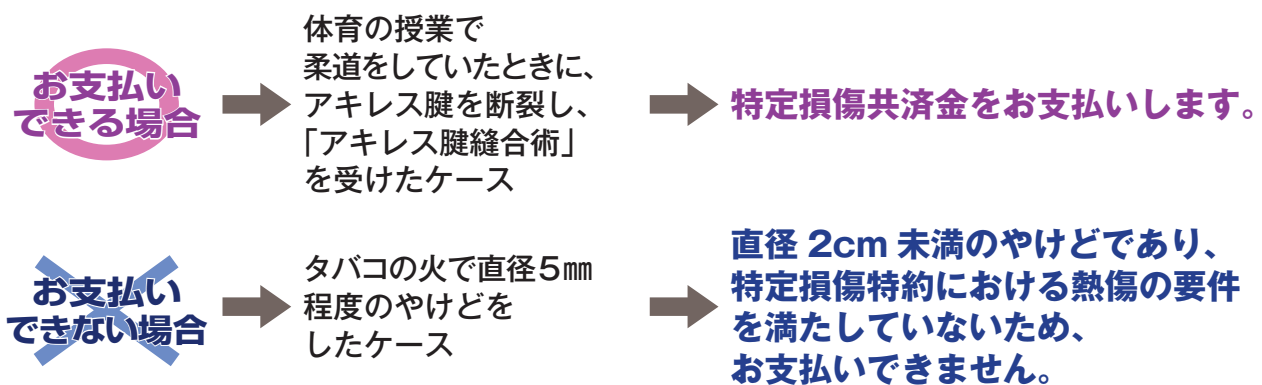 お支払い
できる場合
体育の授業で
柔道をしていたときに、
アキレス腱を断裂し、
「アキレス腱縫合術」
を受けたケース
特定損傷共済金をお支払いします。
お支払い
できない場合
タバコの火で直径5㎜
程度のやけどを
したケース
直径 2cm 未満のやけどであり、
特定損傷特約における熱傷の要件
を満たしていないため、
お支払いできません。